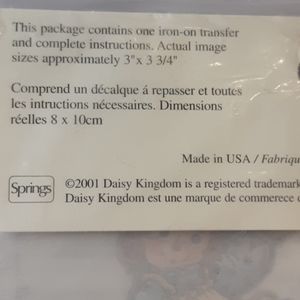 This package contains one iron-on transfer
and complete instructions. Actual image
sizes approximately 3"x 3 3/4"
Comprend un décalque á repasser et toutes
les intructions nécessaires. Dimensions
réelles 8 x 10cm
Made in USA / Fabriqu
Springs
©2001 Daisy Kingdom is a registered trademar
Daisy Kingdom est une marque de commerece d